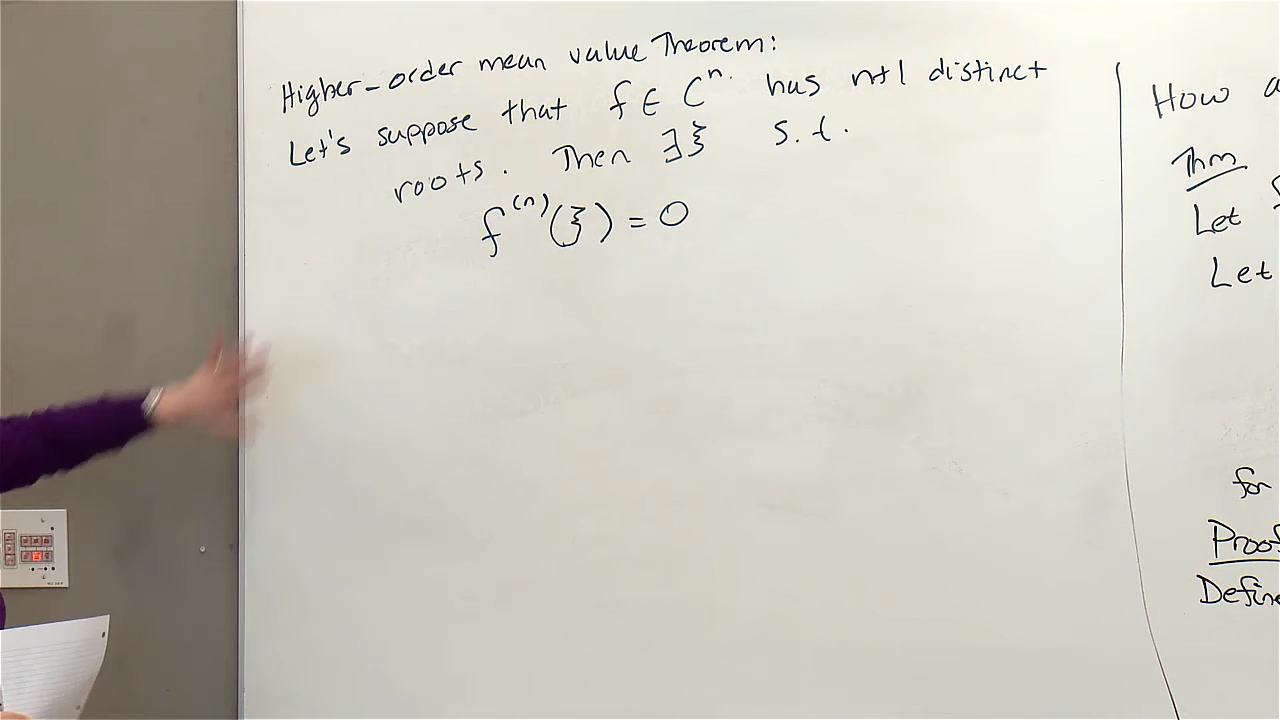 Higher-order mean value Theorem:
Let's suppose that f ∈ Cⁿ has n+1 distinct
roots. Then ∃ξ s.t.
f⁽ⁿ⁾(ξ) = 0
How
Thm
Let
Let
for
Proof
Define